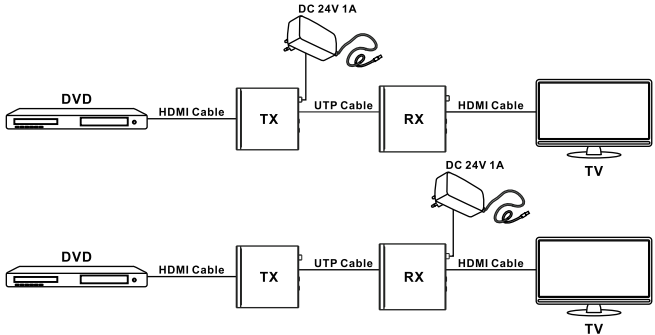 DC 24V 1A
DVD
HDMI Cable
TX
UTP Cable
RX
HDMI Cable
TV
DC 24V 1A
DVD
HDMI Cable
TX
UTP Cable
RX
HDMI Cable
TV